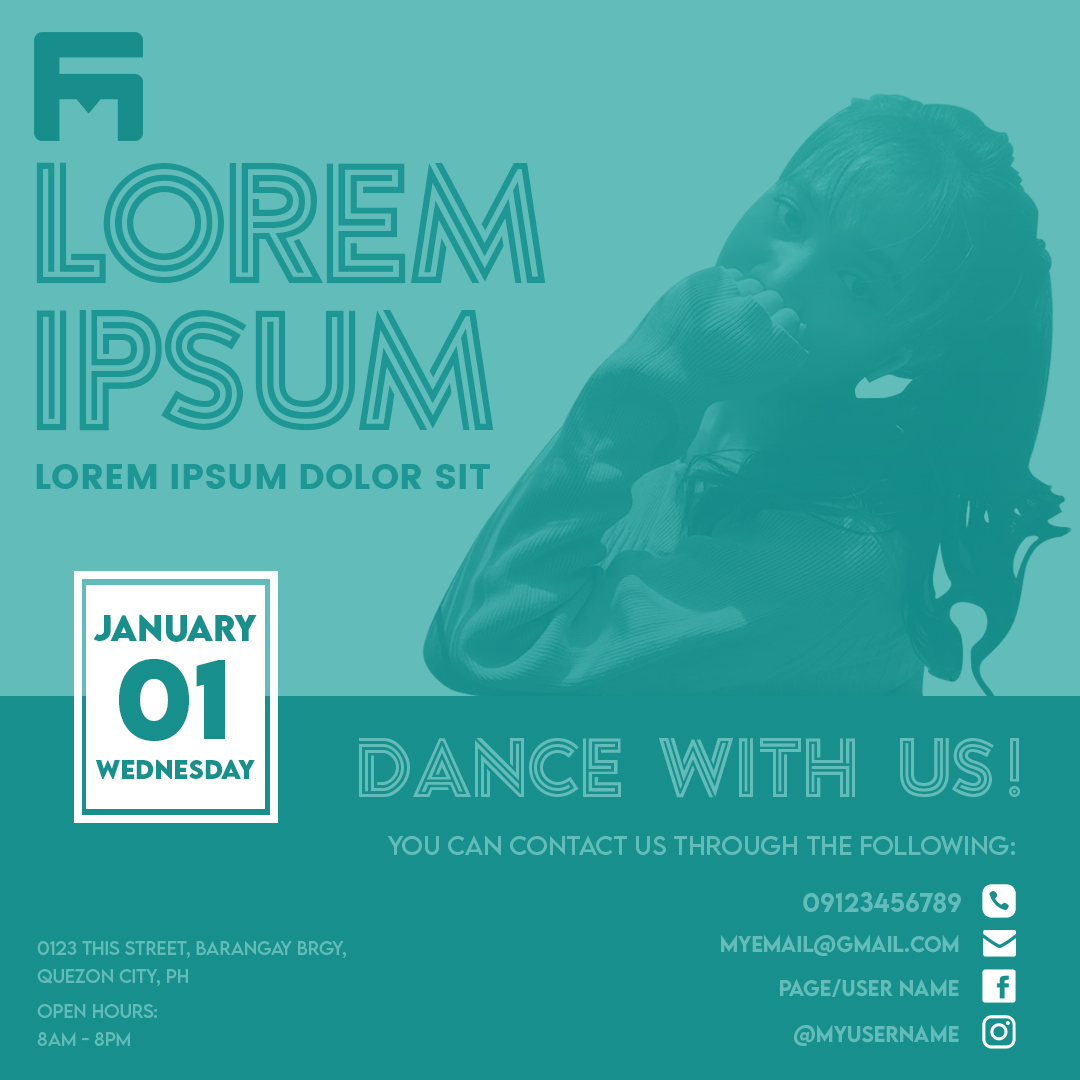 LOREM
IPSUM
LOREM IPSUM DOLOR SIT
JANUARY
01
WEDNESDAY
DANCE WITH US!
YOU CAN CONTACT US THROUGH THE FOLLOWING:
09123456789
MYEMAIL@GMAIL.COM
PAGE/USER NAME
@MYUSERNAME
0123 THIS STREET, BARANGAY BRGY,
QUEZON CITY, PH
OPEN HOURS:
8AM - 8PM